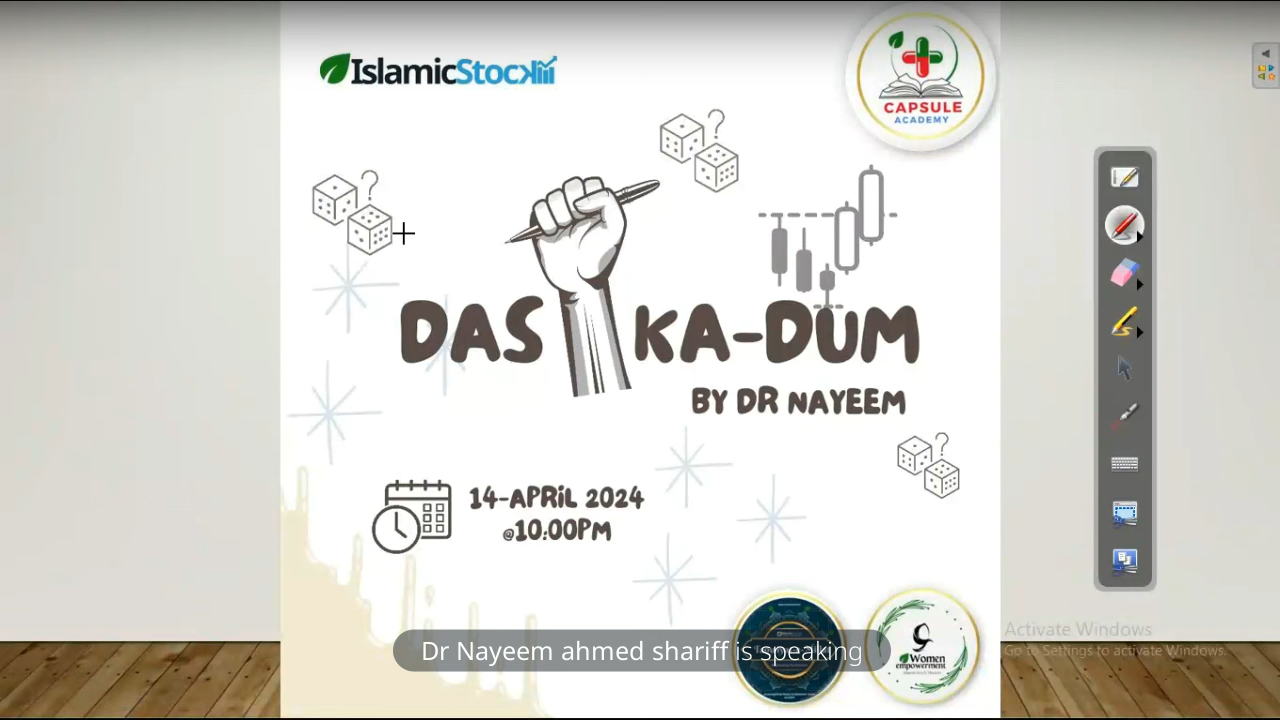 IslamicStock
CAPSULE
ACADEMY
DAS KA-DUM
BY DR NAYEEM
14-APRIL 2024
@10:00PM
Dr Nayeem ahmed shariff is speaking
Women
empowerment
Activate Windows
Go to Settings to activate Windows.